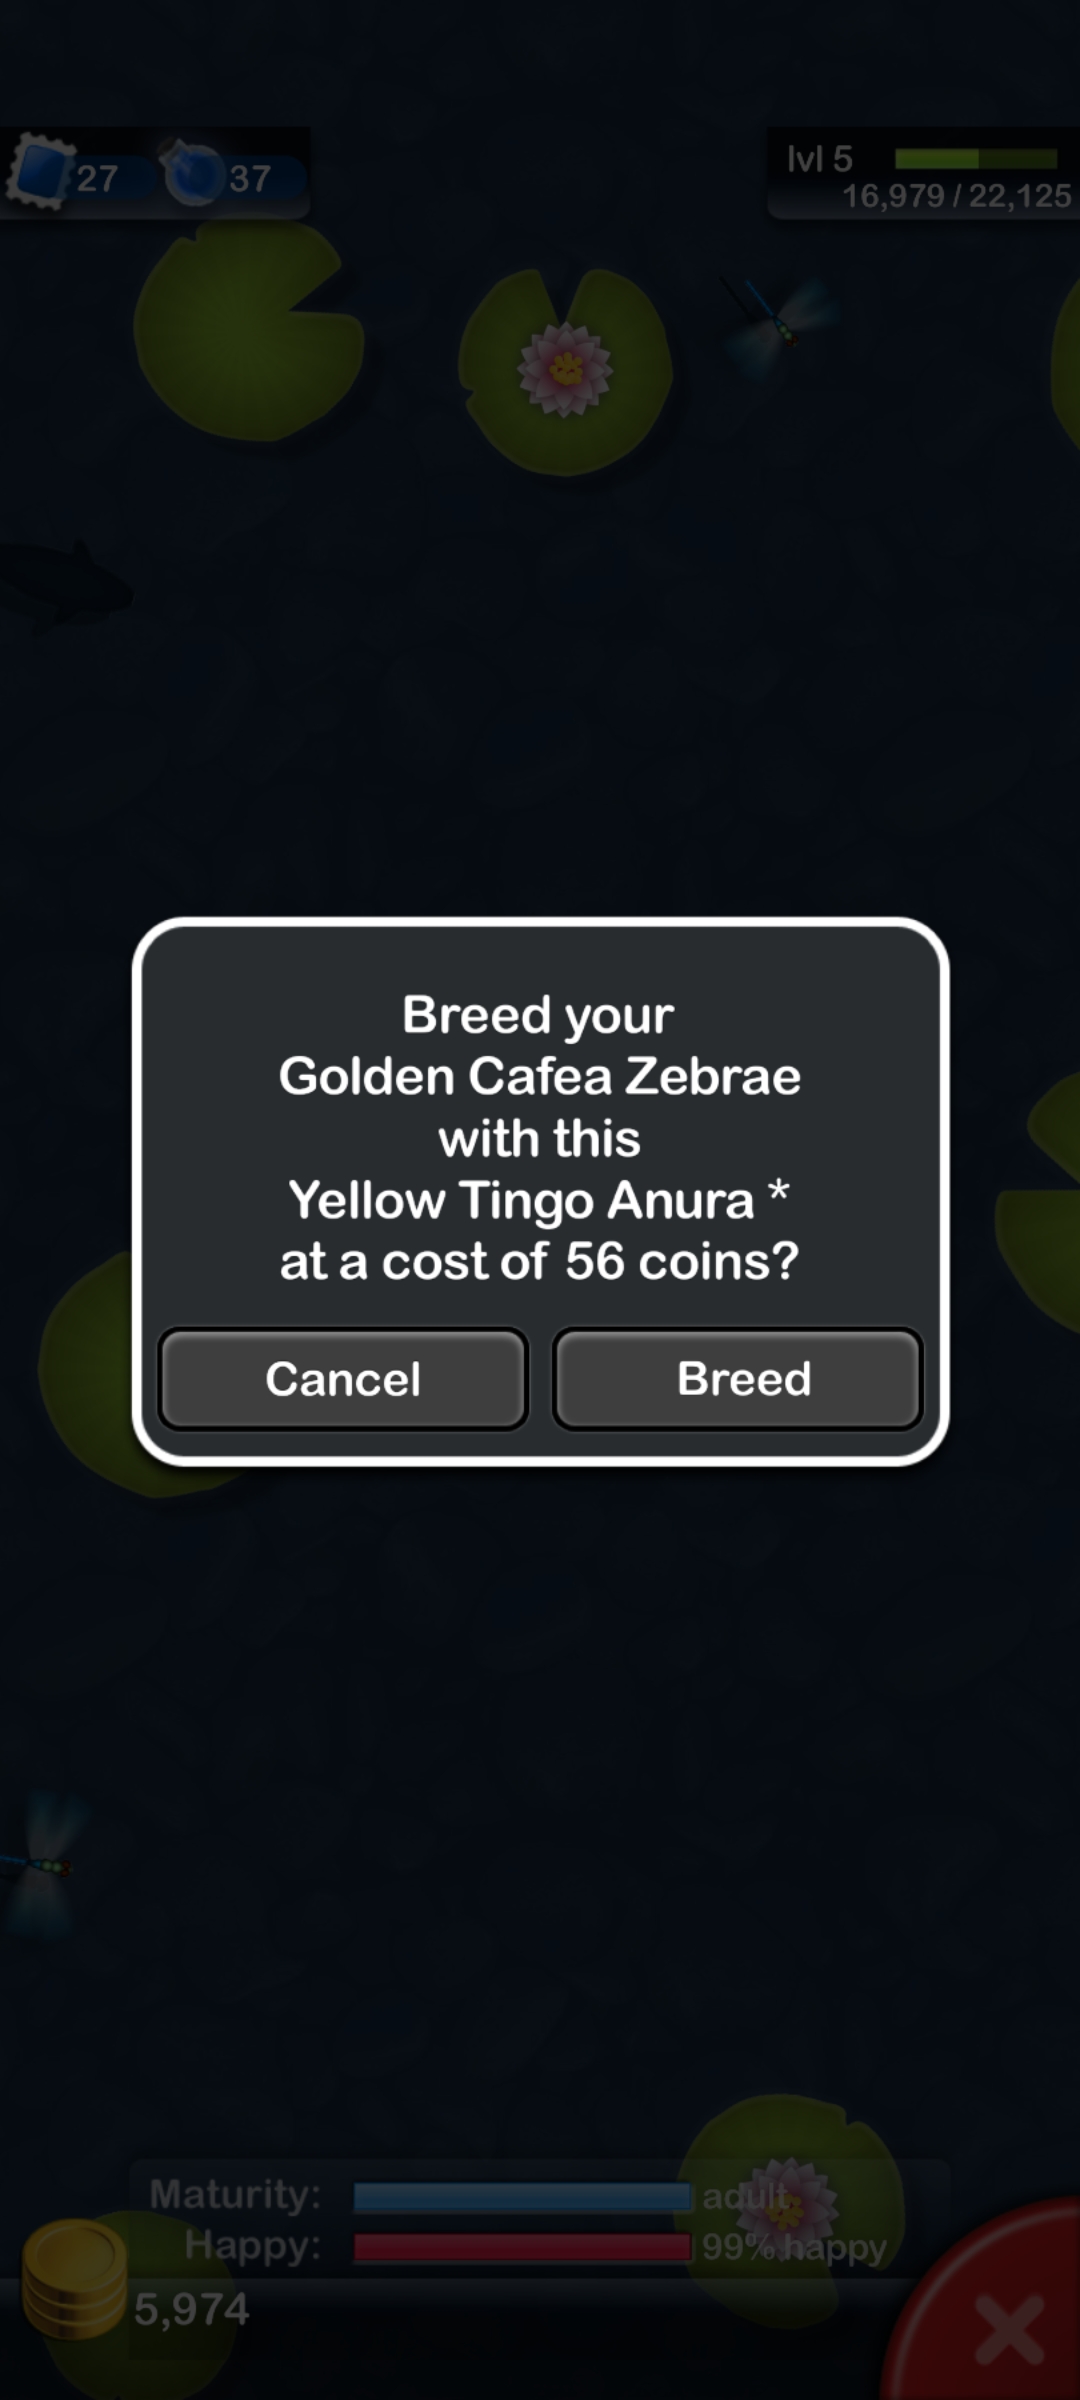 27 37
lvl 5
16,979 / 22,125
Breed your
Golden Cafea Zebrae
with this
Yellow Tingo Anura *
at a cost of 56 coins?
Cancel Breed
Maturity: adult
Happy: 99% happy
5,974